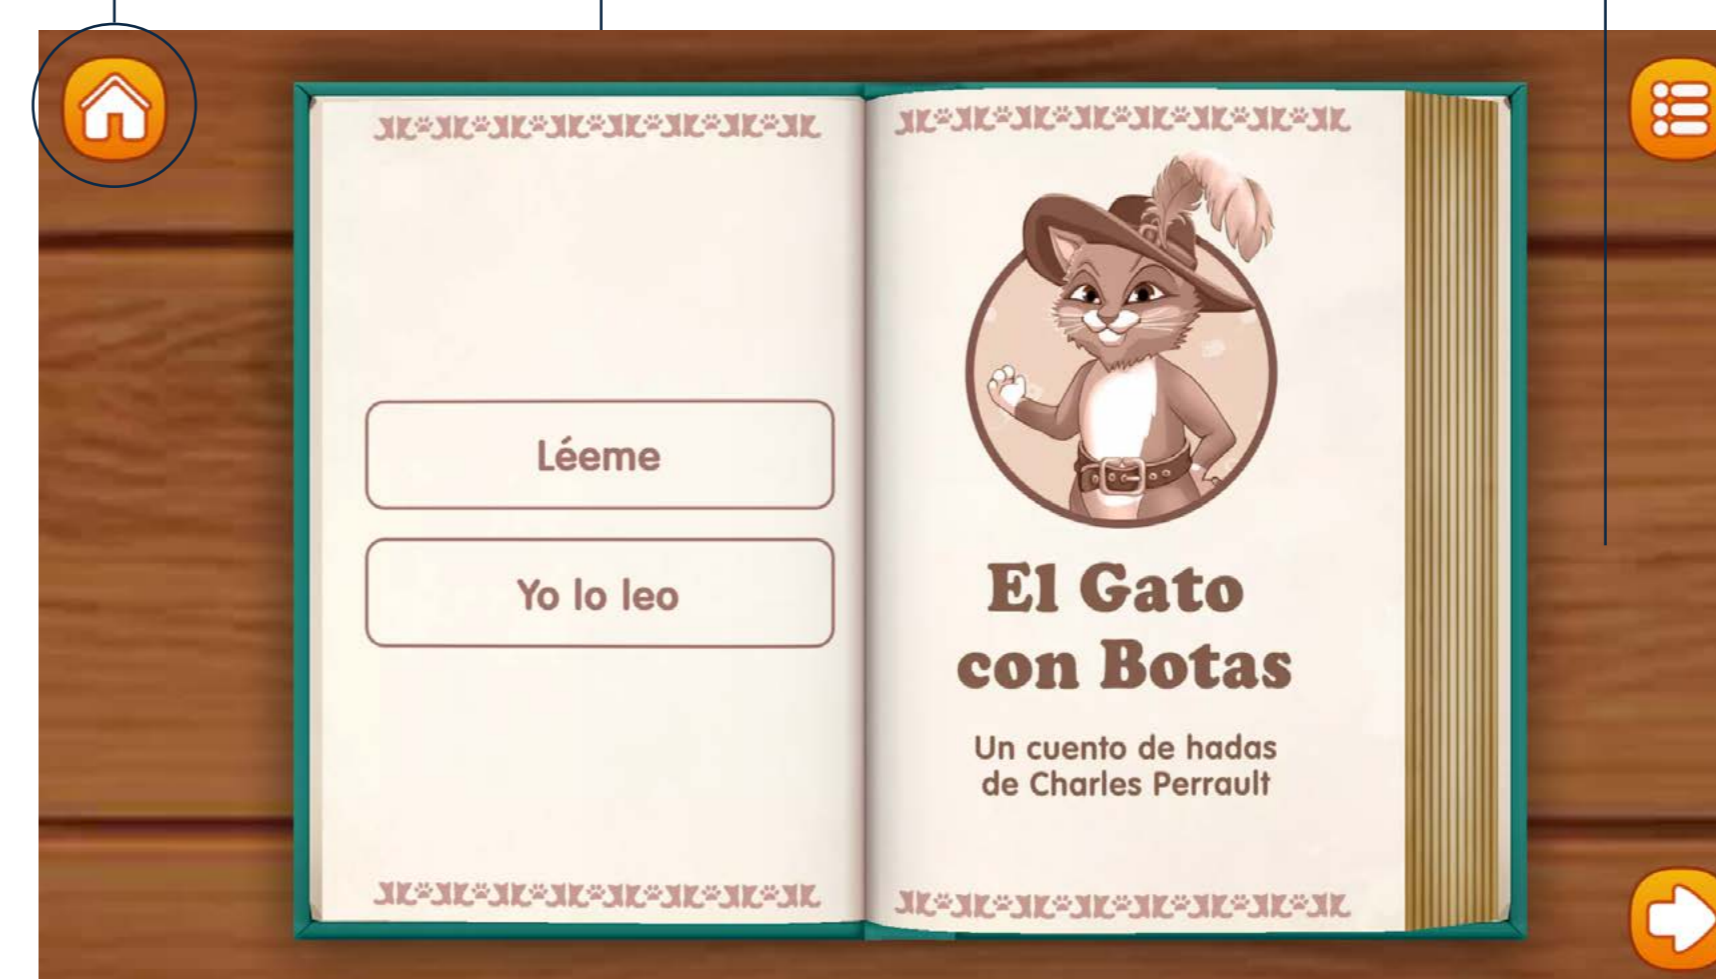 Léeme
Yo lo leo
El Gato
con Botas
Un cuento de hadas
de Charles Perrault